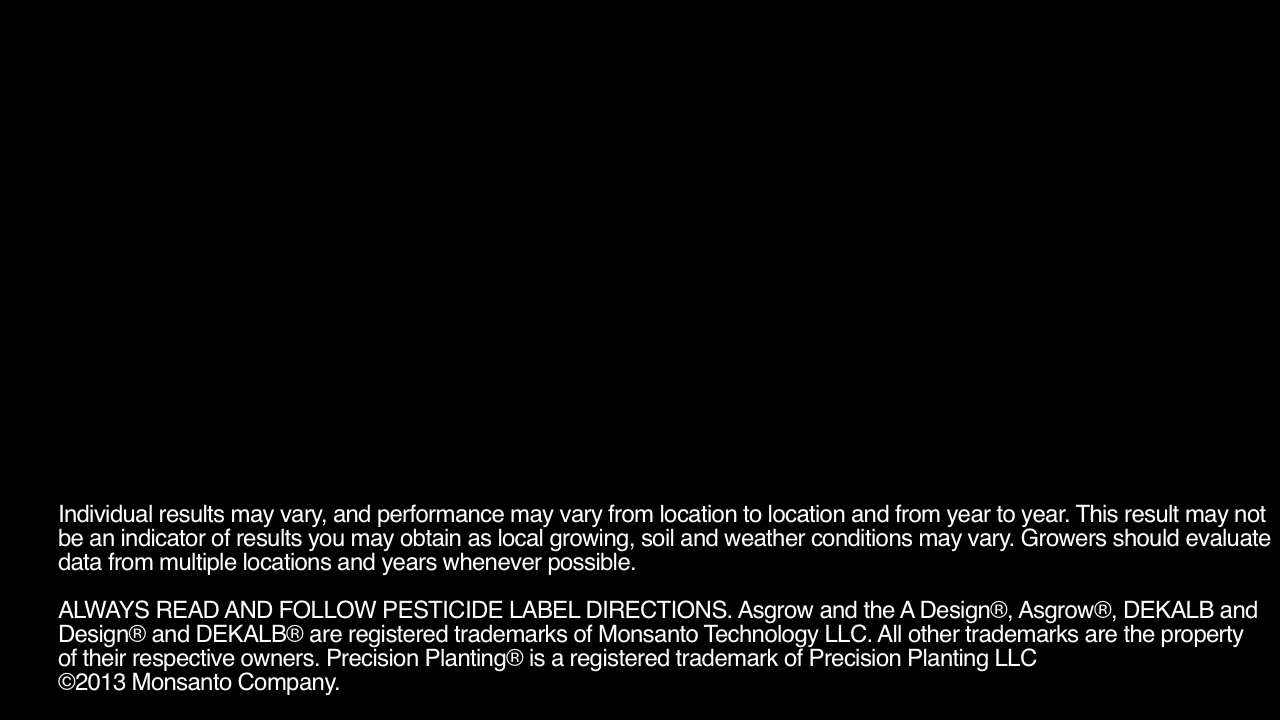 Individual results may vary, and performance may vary from location to location and from year to year. This result may not
be an indicator of results you may obtain as local growing, soil and weather conditions may vary. Growers should evaluate
data from multiple locations and years whenever possible.
ALWAYS READ AND FOLLOW PESTICIDE LABEL DIRECTIONS. Asgrow and the A Design®, Asgrow®, DEKALB and
Design® and DEKALB® are registered trademarks of Monsanto Technology LLC. All other trademarks are the property
of their respective owners. Precision Planting® is a registered trademark of Precision Planting LLC
©2013 Monsanto Company.